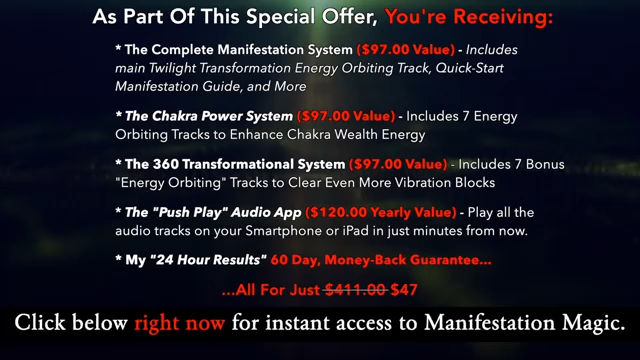 As Part Of This Special Offer, You're Receiving:
* The Complete Manifestation System ($97.00 Value) - Includes
main Twilight Transformation Energy Orbiting Track, Quick-Start
Manifestation Guide, and More
* The Chakra Power System ($97.00 Value) - Includes 7 Energy
Orbiting Tracks to Enhance Chakra Wealth Energy
* The 360 Transformational System ($97.00 Value) - Includes 7 Bonus
"Energy Orbiting" Tracks to Clear Even More Vibration Blocks
* The "Push Play" Audio App ($120.00 Yearly Value) - Play all the
audio tracks on your Smartphone or iPad in just minutes from now.
* My "24 Hour Results" 60 Day, Money-Back Guarantee...
...All For Just $411.00 $47
Click below right now for instant access to Manifestation Magic.